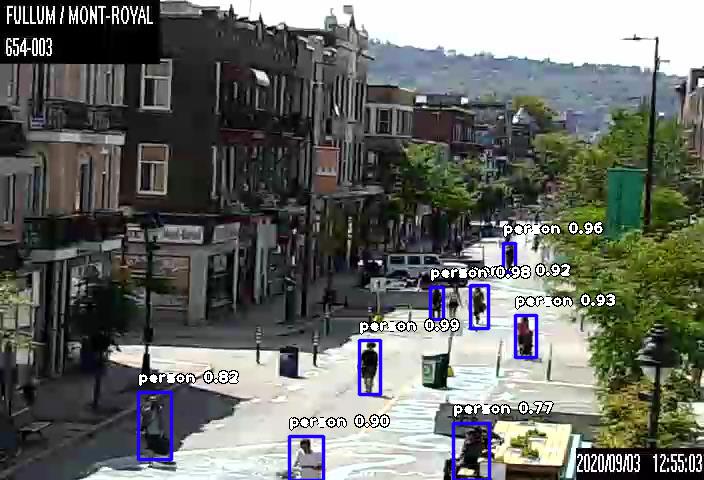 FULLUM / MONT-ROYAL
654-003
person 0.96
person 0.98
0.92
person 0.93
person 0.99
person 0.82
person 0.77
person 0.90
2020/09/03 12:55:03